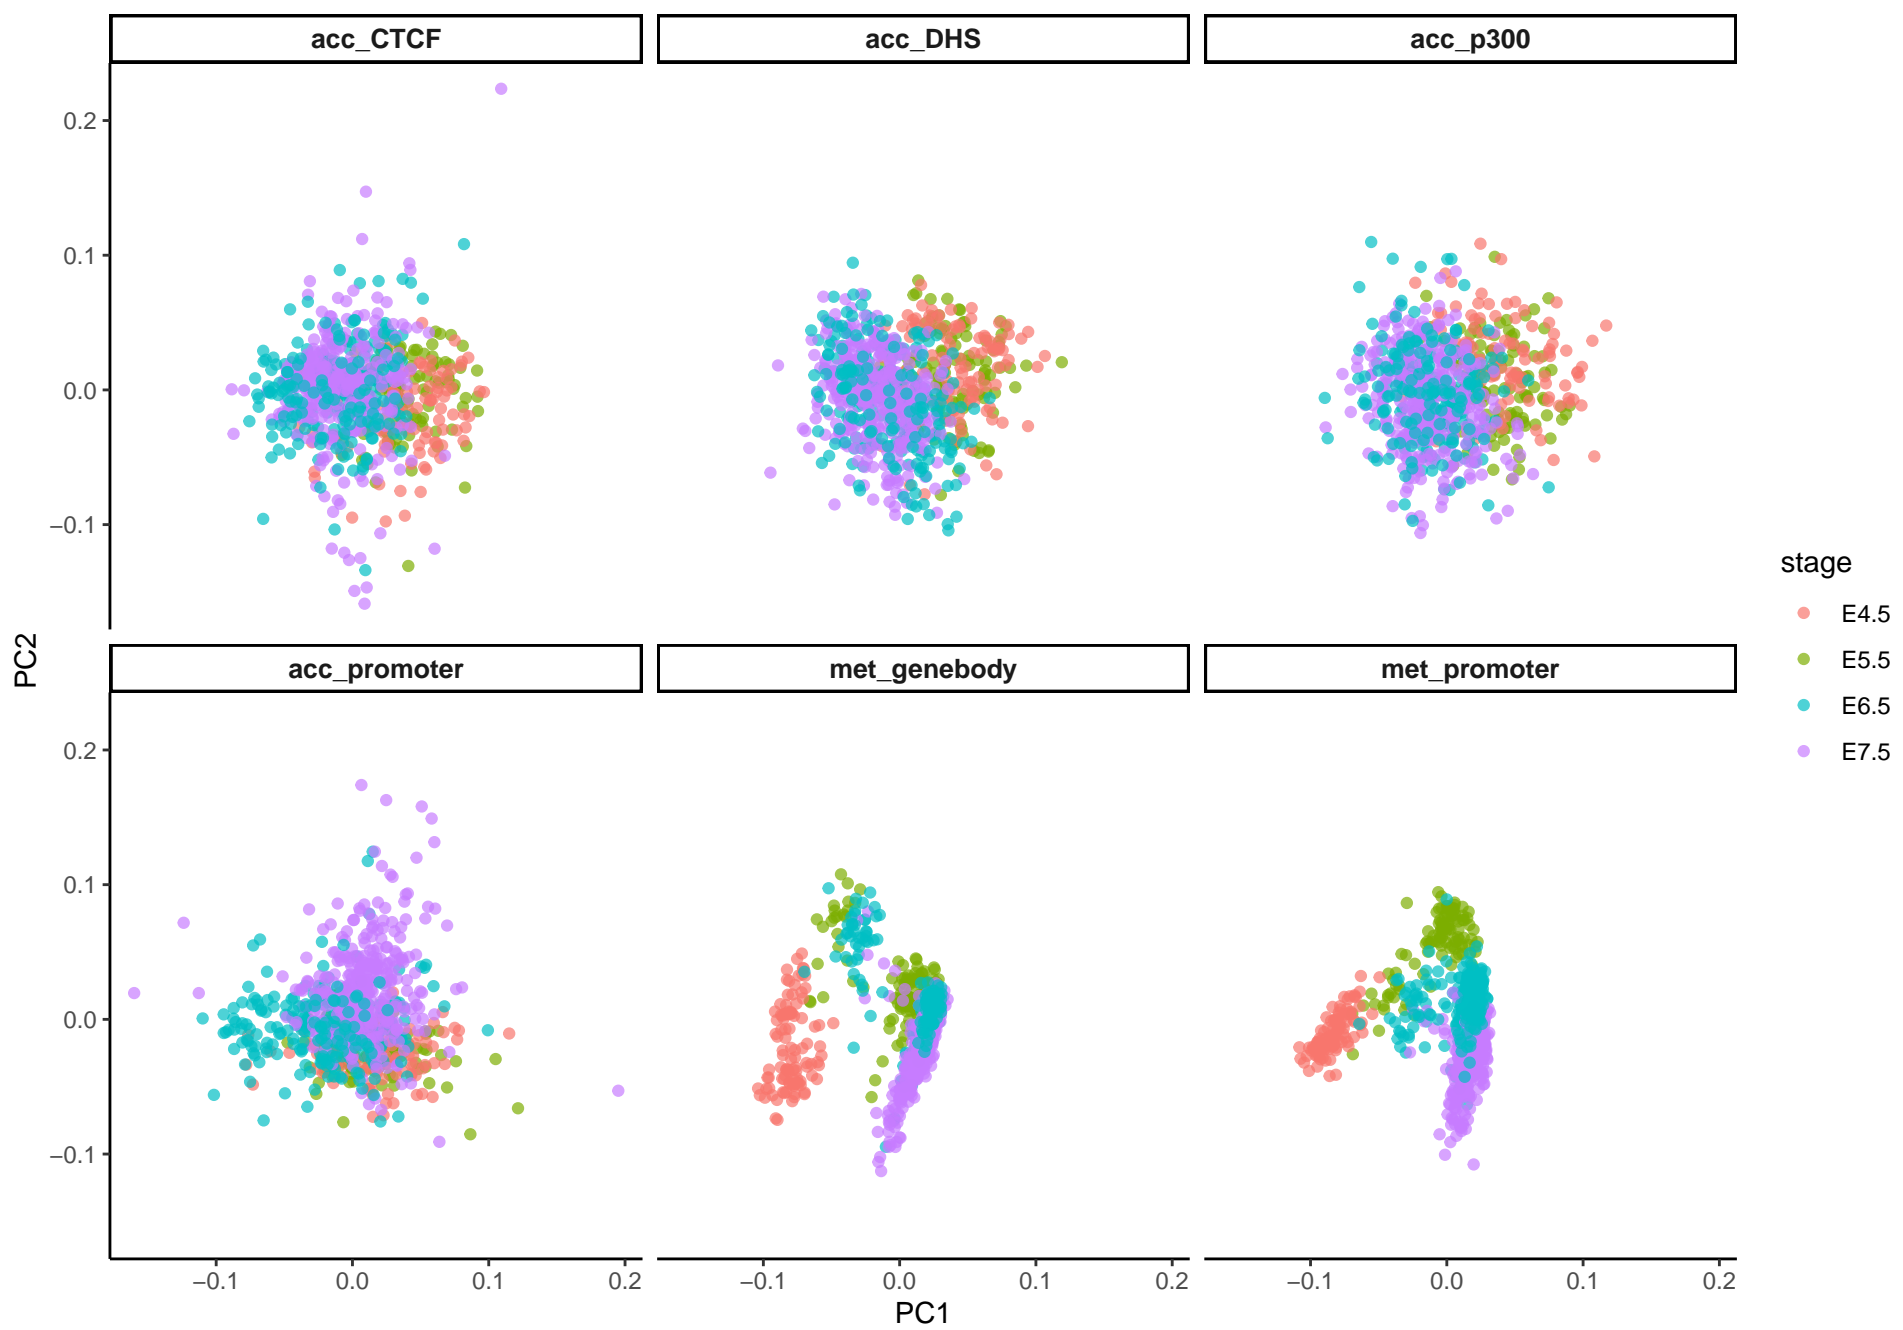 acc_CTCF
acc_DHS
acc_p300
0.2
0.1
0.0
−0.1
acc_promoter
met_genebody
met_promoter
0.2
0.1
0.0
−0.1
−0.1 0.0 0.1 0.2
−0.1 0.0 0.1 0.2
−0.1 0.0 0.1 0.2
PC1
PC2
stage
E4.5
E5.5
E6.5
E7.5